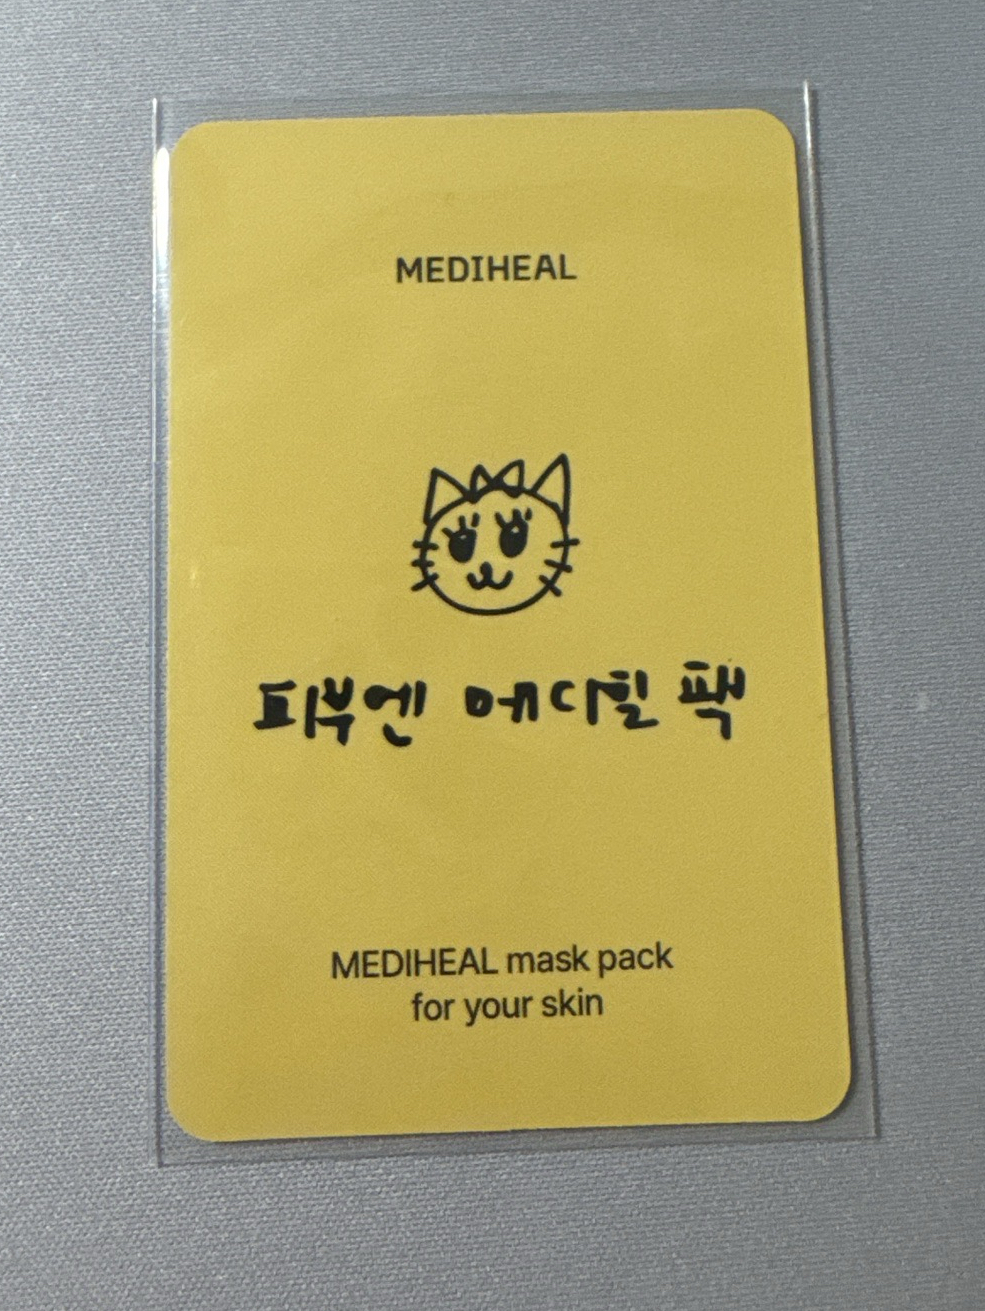 MEDIHEAL
피부엔 메디힐 팩
MEDIHEAL mask pack
for your skin